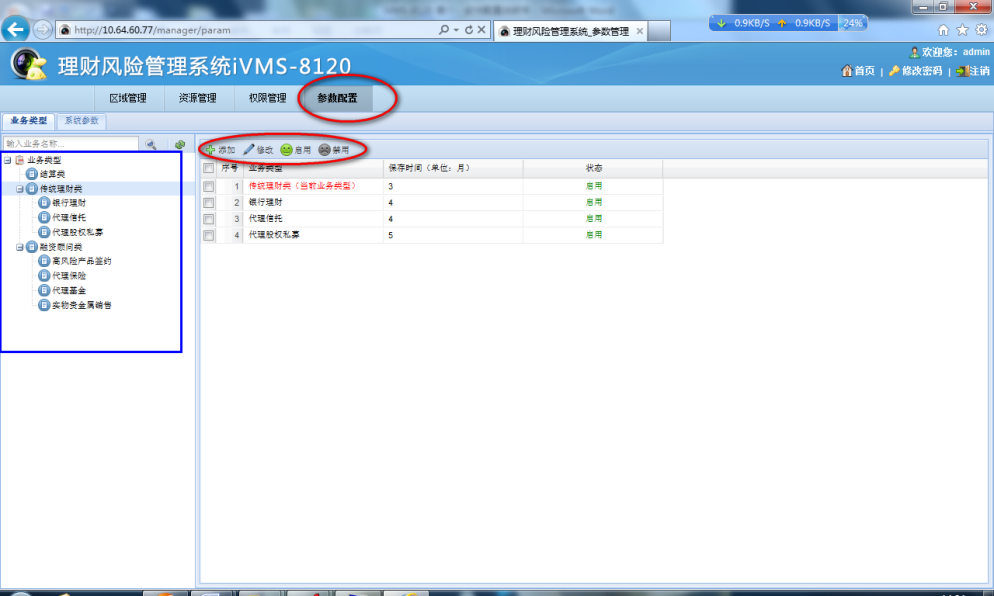 http://10.64.60.77/manager/param
理财风险管理系统_参数管理
0.9KB/S 0.9KB/S 24%
理财风险管理系统iVMS-8120
欢迎您: admin
首页 | 修改密码 | 注销
区域管理 资源管理 权限管理 参数配置
业务类型 系统参数
输入业务名称...
添加 修改 启用 禁用
业务类型
结算类
传统理财类
银行理财
代理信托
代理股权私募
融资顾问类
高风险产品签约
代理保险
代理基金
实物贵金属销售
序号 业务类型 保存时间（单位：月） 状态
1 传统理财类（当前业务类型） 3 启用
2 银行理财 4 启用
3 代理信托 4 启用
4 代理股权私募 5 启用